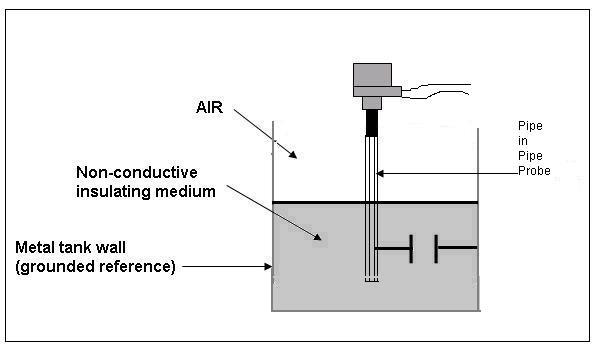 AIR
Non-conductive
insulating medium
Metal tank wall
(grounded reference)
Pipe
in
Pipe
Probe